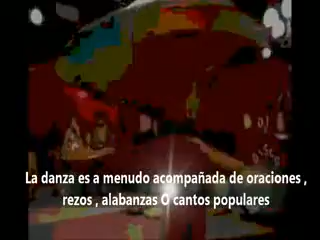 La danza es a menudo acompañada de oraciones ,
rezos , alabanzas O cantos populares